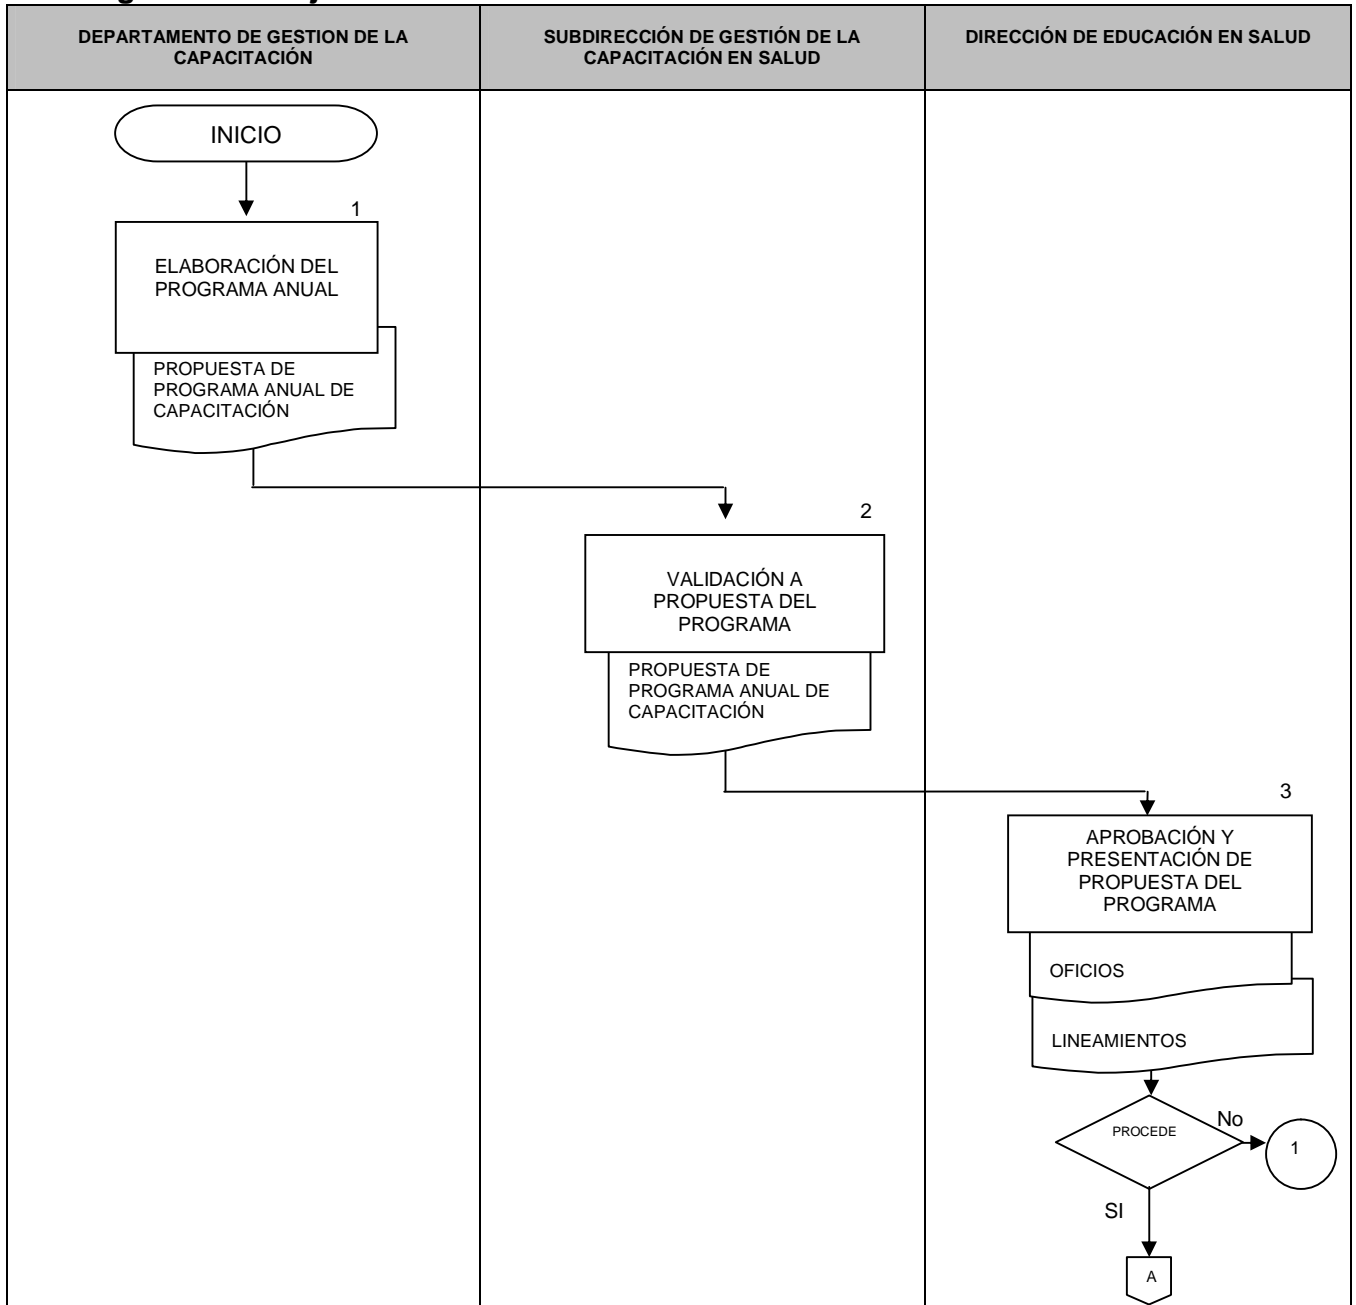 DEPARTAMENTO DE GESTION DE LA
CAPACITACIÓN
SUBDIRECCIÓN DE GESTIÓN DE LA
CAPACITACIÓN EN SALUD
DIRECCIÓN DE EDUCACIÓN EN SALUD
INICIO
1
ELABORACIÓN DEL
PROGRAMA ANUAL
PROPUESTA DE
PROGRAMA ANUAL DE
CAPACITACIÓN
2
VALIDACIÓN A
PROPUESTA DEL
PROGRAMA
PROPUESTA DE
PROGRAMA ANUAL DE
CAPACITACIÓN
3
APROBACIÓN Y
PRESENTACIÓN DE
PROPUESTA DEL
PROGRAMA
OFICIOS
LINEAMIENTOS
PROCEDE
No
1
SI
A